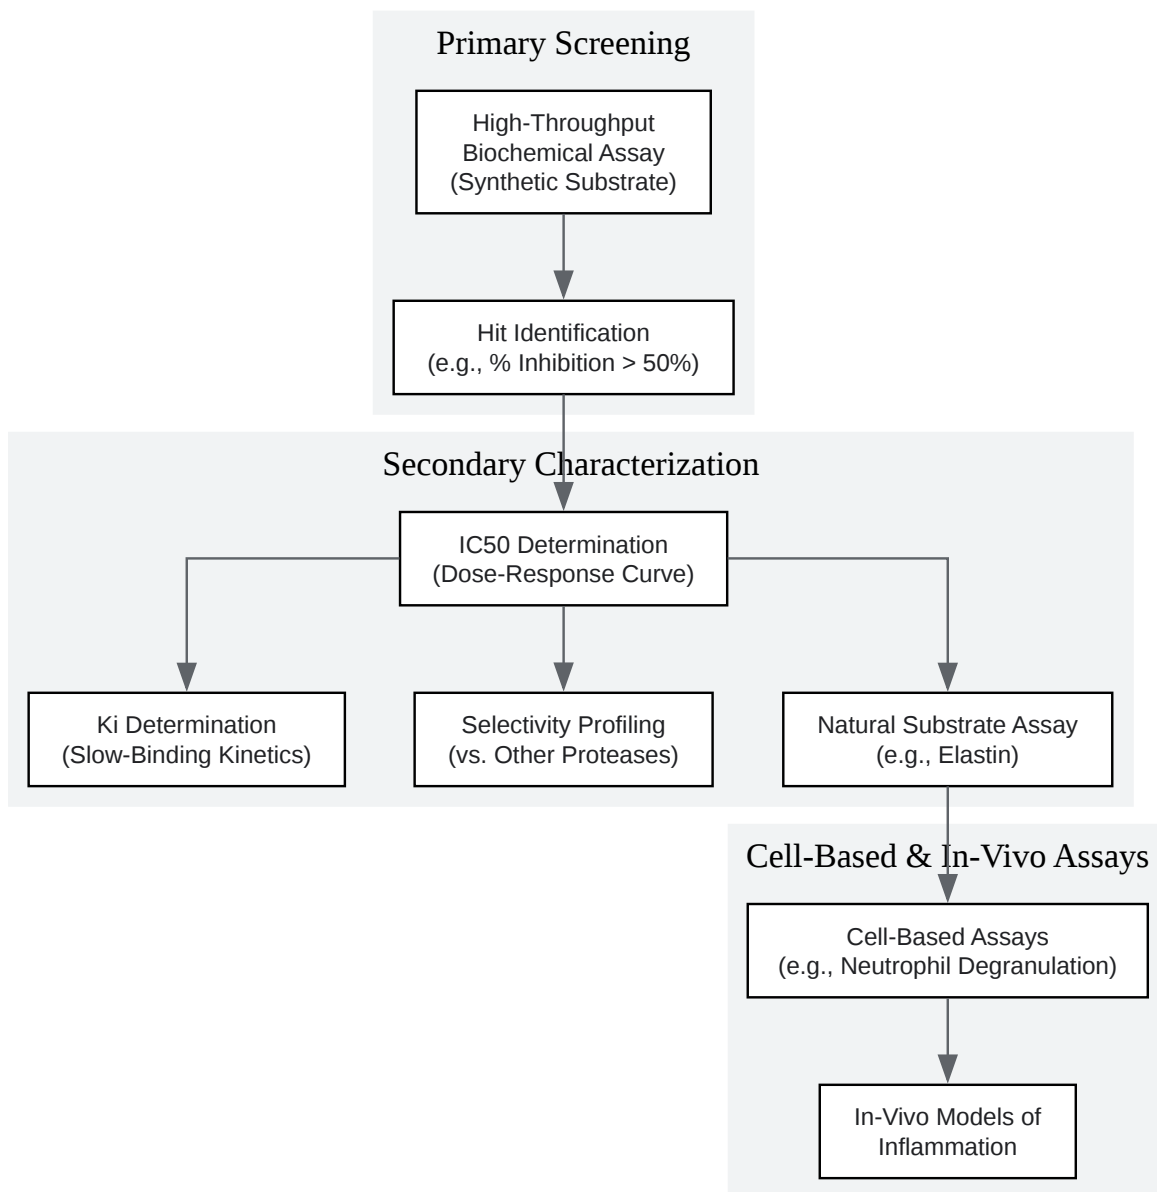 Primary Screening
High-Throughput
Biochemical Assay
(Synthetic Substrate)
Hit Identification
(e.g., % Inhibition > 50%)
Secondary Characterization
IC50 Determination
(Dose-Response Curve)
Ki Determination
(Slow-Binding Kinetics)
Selectivity Profiling
(vs. Other Proteases)
Natural Substrate Assay
(e.g., Elastin)
Cell-Based & In-Vivo Assays
Cell-Based Assays
(e.g., Neutrophil Degranulation)
In-Vivo Models of
Inflammation